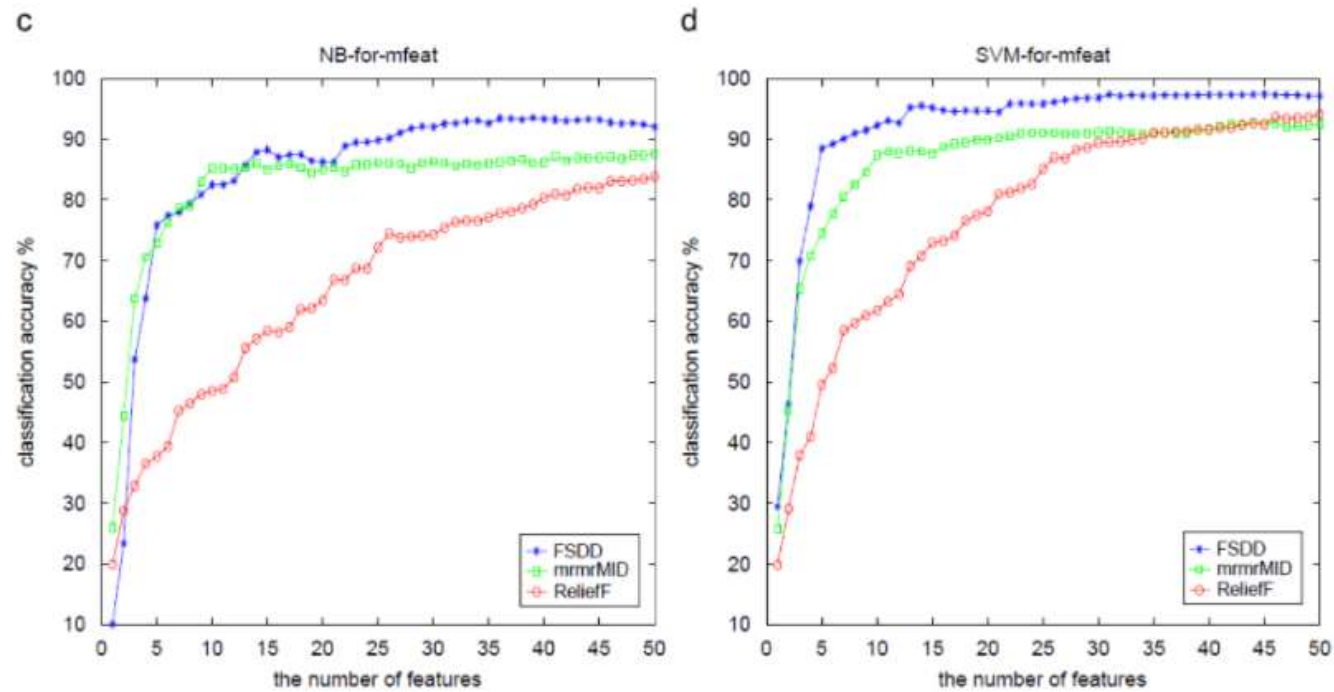 c
NB-for-mfeat
100
90
80
70
60
50
40
30
20
10
classification accuracy %
0 5 10 15 20 25 30 35 40 45 50
the number of features
FSDD
mrmrMID
ReliefF
d
SVM-for-mfeat
100
90
80
70
60
50
40
30
20
10
classification accuracy %
0 5 10 15 20 25 30 35 40 45 50
the number of features
FSDD
mrmrMID
ReliefF